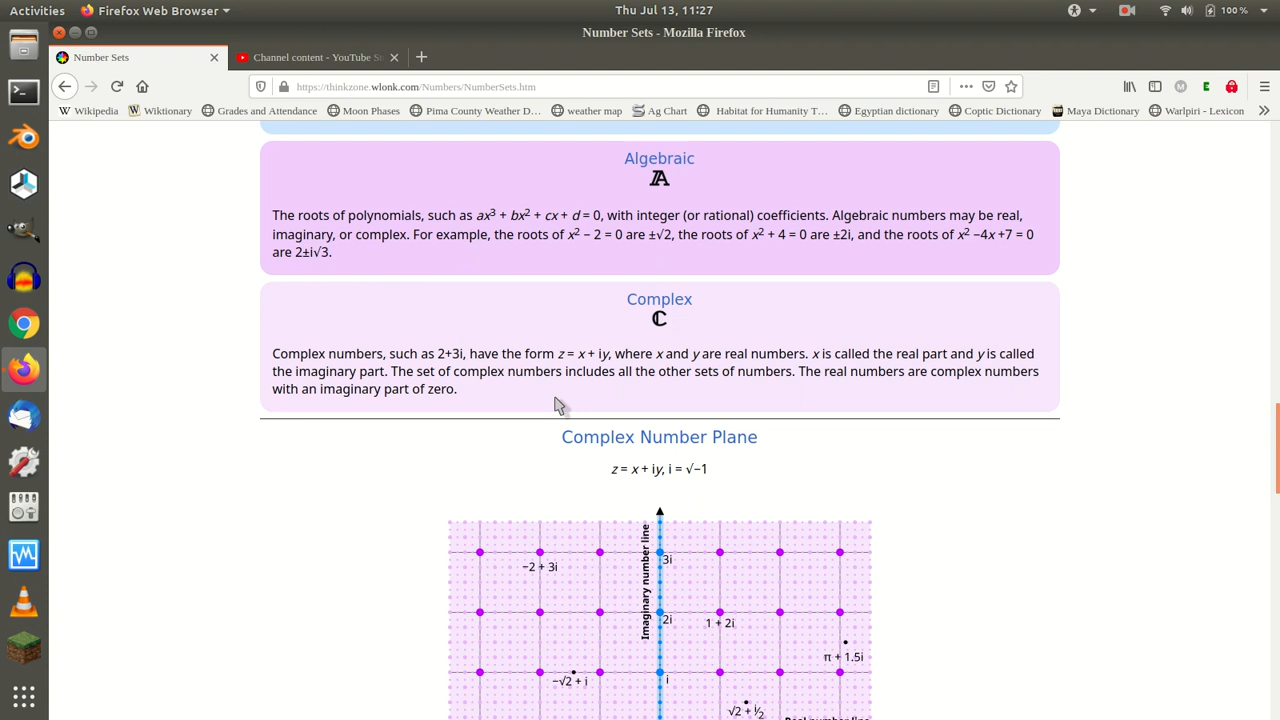 Activities
Firefox Web Browser
Thu Jul 13, 11:27
100 %
Number Sets - Mozilla Firefox
Number Sets
Channel content - YouTube Stu
https://thinkzone.wlonk.com/Numbers/NumberSets.htm
Wikipedia
Wiktionary
Grades and Attendance
Moon Phases
Pima County Weather D…
weather map
Ag Chart
Habitat for Humanity T…
Egyptian dictionary
Coptic Dictionary
Maya Dictionary
Warlpiri - Lexicon
Algebraic
𝔸
The roots of polynomials, such as ax³ + bx² + cx + d = 0, with integer (or rational) coefficients. Algebraic numbers may be real,
imaginary, or complex. For example, the roots of x² − 2 = 0 are ±√2, the roots of x² + 4 = 0 are ±2i, and the roots of x² −4x +7 = 0
are 2±i√3.
Complex
ℂ
Complex numbers, such as 2+3i, have the form z = x + iy, where x and y are real numbers. x is called the real part and y is called
the imaginary part. The set of complex numbers includes all the other sets of numbers. The real numbers are complex numbers
with an imaginary part of zero.
Complex Number Plane
z = x + iy, i = √−1
Imaginary number line
3i
−2 + 3i
2i
1 + 2i
π + 1.5i
−√2 + i
i
√2 + i⁄2
Real number line